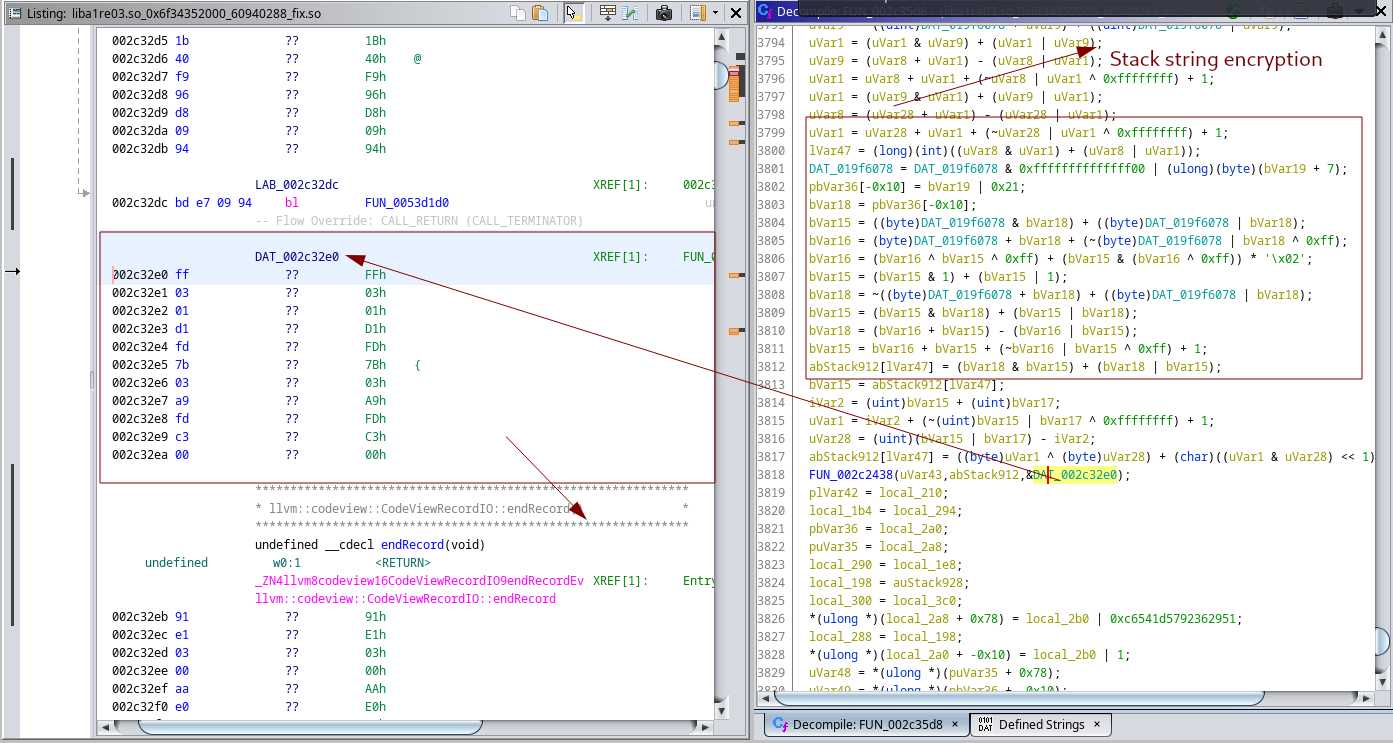 Listing: liba1re03.so_0x6f34352000_60940288_fix.so
002c32d5 1b ?? 1Bh
002c32d6 40 ?? 40h @
002c32d7 f9 ?? F9h
002c32d8 96 ?? 96h
002c32d9 d8 ?? D8h
002c32da 09 ?? 09h
002c32db 94 ?? 94h
LAB_002c32dc XREF[1]: 002c3
002c32dc bd e7 09 94 bl FUN_0053d1d0 un
-- Flow Override: CALL_RETURN (CALL_TERMINATOR)
DAT_002c32e0 XREF[1]: FUN_0
002c32e0 ff ?? FFh
002c32e1 03 ?? 03h
002c32e2 01 ?? 01h
002c32e3 d1 ?? D1h
002c32e4 fd ?? FDh
002c32e5 7b ?? 7Bh {
002c32e6 03 ?? 03h
002c32e7 a9 ?? A9h
002c32e8 fd ?? FDh
002c32e9 c3 ?? C3h
002c32ea 00 ?? 00h
**************************************************************
* llvm::codeview::CodeViewRecordIO::endRecord *
**************************************************************
undefined __cdecl endRecord(void)
undefined w0:1 <RETURN>
_ZN4llvm8codeview16CodeViewRecordIO9endRecordEv XREF[1]: Entry
llvm::codeview::CodeViewRecordIO::endRecord
002c32eb 91 ?? 91h
002c32ec e1 ?? E1h
002c32ed 03 ?? 03h
002c32ee 00 ?? 00h
002c32ef aa ?? AAh
002c32f0 e0 ?? E0h
Decompile: FUN_002c35d8 - (liba1re03.so_0x6f34352000_60940288_fix.so)
3794 uVar1 = (uVar1 & uVar9) + (uVar1 | uVar9);
3795 uVar9 = (uVar8 + uVar1) - (uVar8 | uVar1);
3796 uVar1 = uVar8 + uVar1 + (~uVar8 | uVar1 ^ 0xffffffff) + 1;
3797 uVar1 = (uVar9 & uVar1) + (uVar9 | uVar1);
3798 uVar8 = (uVar28 + uVar1) - (uVar28 | uVar1);
3799 uVar1 = uVar28 + uVar1 + (~uVar28 | uVar1 ^ 0xffffffff) + 1;
3800 lVar47 = (long)(int)((uVar8 & uVar1) + (uVar8 | uVar1));
3801 DAT_019f6078 = DAT_019f6078 & 0xffffffffffffff00 | (ulong)(byte)(bVar19 + 7);
3802 pbVar36[-0x10] = bVar19 | 0x21;
3803 bVar18 = pbVar36[-0x10];
3804 bVar15 = ((byte)DAT_019f6078 & bVar18) + ((byte)DAT_019f6078 | bVar18);
3805 bVar16 = (byte)DAT_019f6078 + bVar18 + (~(byte)DAT_019f6078 | bVar18 ^ 0xff);
3806 bVar16 = (bVar16 ^ bVar15 ^ 0xff) + (bVar15 & (bVar16 ^ 0xff)) * '\x02';
3807 bVar15 = (bVar15 & 1) + (bVar15 | 1);
3808 bVar18 = ~((byte)DAT_019f6078 + bVar18) + ((byte)DAT_019f6078 | bVar18);
3809 bVar15 = (bVar15 & bVar18) + (bVar15 | bVar18);
3810 bVar18 = (bVar16 + bVar15) - (bVar16 | bVar15);
3811 bVar15 = bVar16 + bVar15 + (~bVar16 | bVar15 ^ 0xff) + 1;
3812 abStack912[lVar47] = (bVar18 & bVar15) + (bVar18 | bVar15);
3813 bVar15 = abStack912[lVar47];
3814 iVar2 = (uint)bVar15 + (uint)bVar17;
3815 uVar1 = iVar2 + (~(uint)bVar15 | bVar17 ^ 0xffffffff) + 1;
3816 uVar28 = (uint)(bVar15 | bVar17) - iVar2;
3817 abStack912[lVar47] = ((byte)uVar1 ^ (byte)uVar28) + (char)((uVar1 & uVar28) << 1)
3818 FUN_002c2438(uVar43,abStack912,&DAT_002c32e0);
3819 plVar42 = local_210;
3820 local_1b4 = local_294;
3821 pbVar36 = local_2a0;
3822 puVar35 = local_2a8;
3823 local_290 = local_1e8;
3824 local_198 = auStack928;
3825 local_300 = local_3c0;
3826 *(ulong *)(local_2a8 + 0x78) = local_2b0 | 0xc6541d5792362951;
3827 local_288 = local_198;
3828 *(ulong *)(local_2a0 + -0x10) = local_2b0 | 1;
3829 uVar48 = *(ulong *)(puVar35 + 0x78);
Stack string encryption
Decompile: FUN_002c35d8 ×
Defined Strings ×